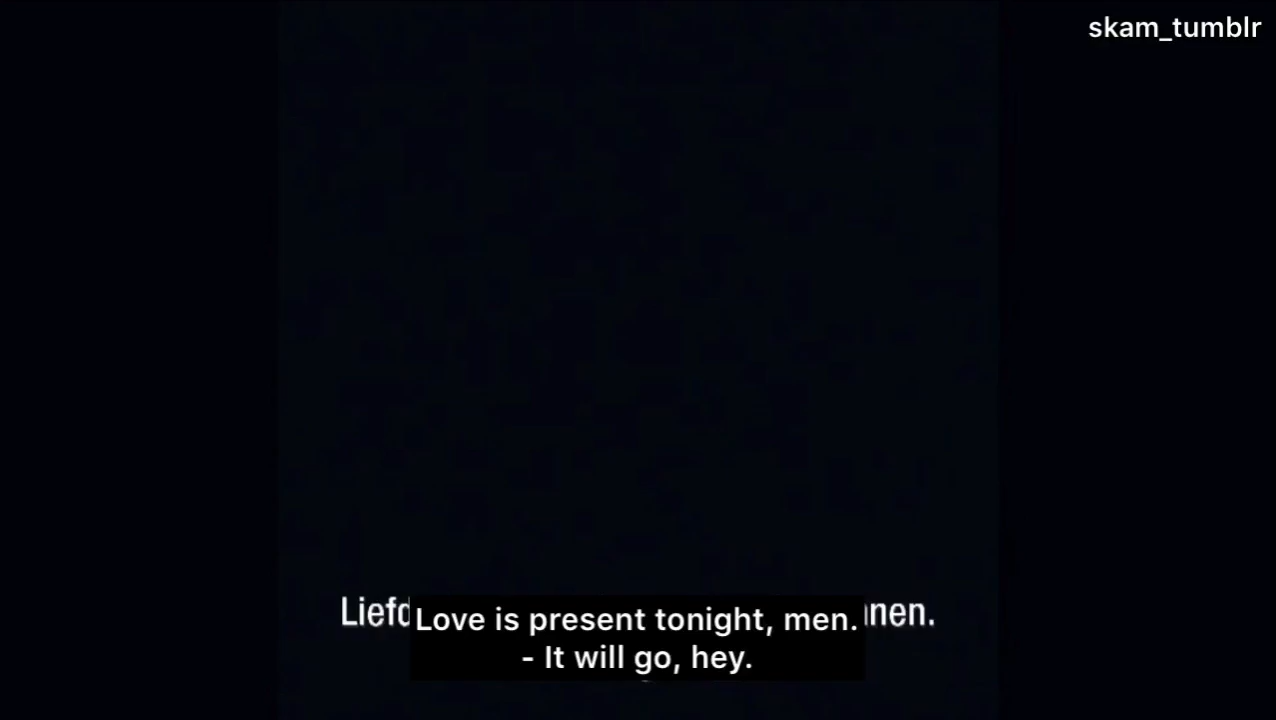 skam_tumblr
Love is present tonight, men.
- It will go, hey.